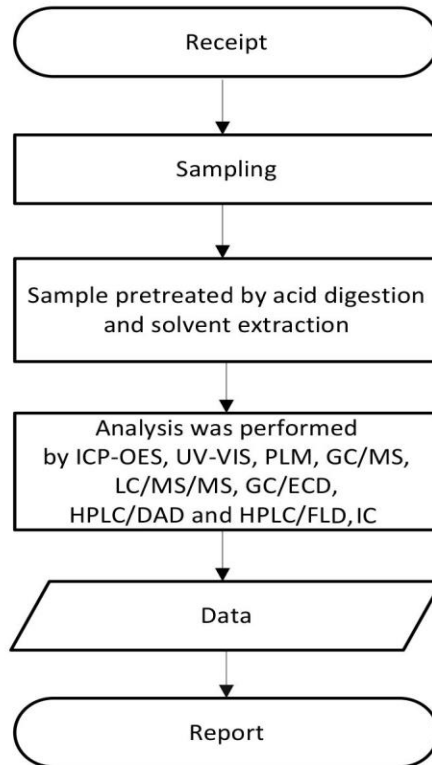 Receipt
Sampling
Sample pretreated by acid digestion
and solvent extraction
Analysis was performed
by ICP-OES, UV-VIS, PLM, GC/MS,
LC/MS/MS, GC/ECD,
HPLC/DAD and HPLC/FLD, IC
Data
Report